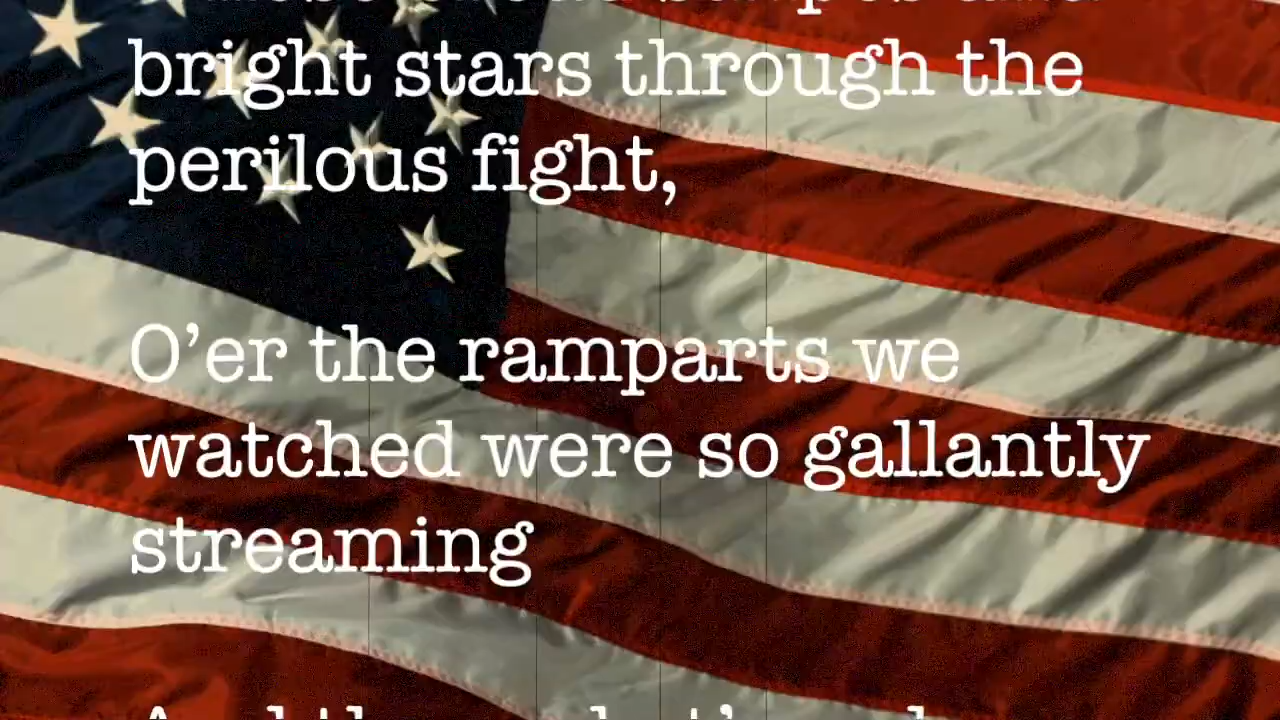 bright stars through the
perilous fight,
O’er the ramparts we
watched were so gallantly
streaming